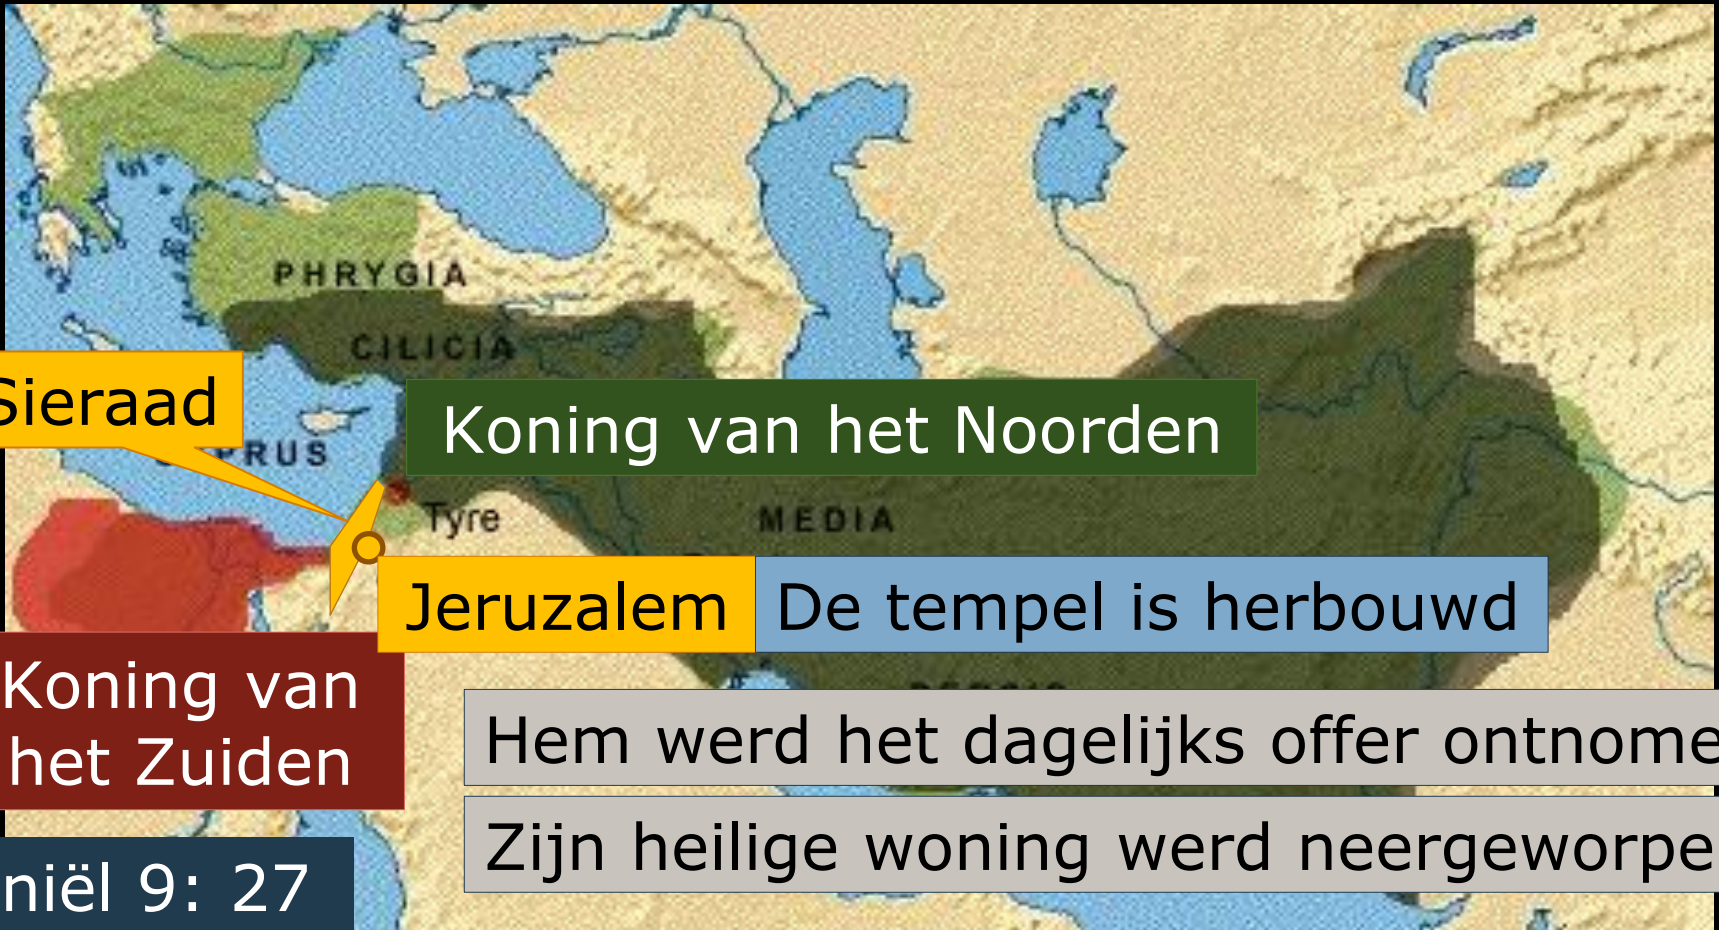 PHRYGIA
CILICIA
Sieraad
Koning van het Noorden
RUS
Tyre
MEDIA
Jeruzalem
De tempel is herbouwd
Koning van
het Zuiden
Hem werd het dagelijks offer ontnome
Zijn heilige woning werd neergeworpe
niël 9: 27